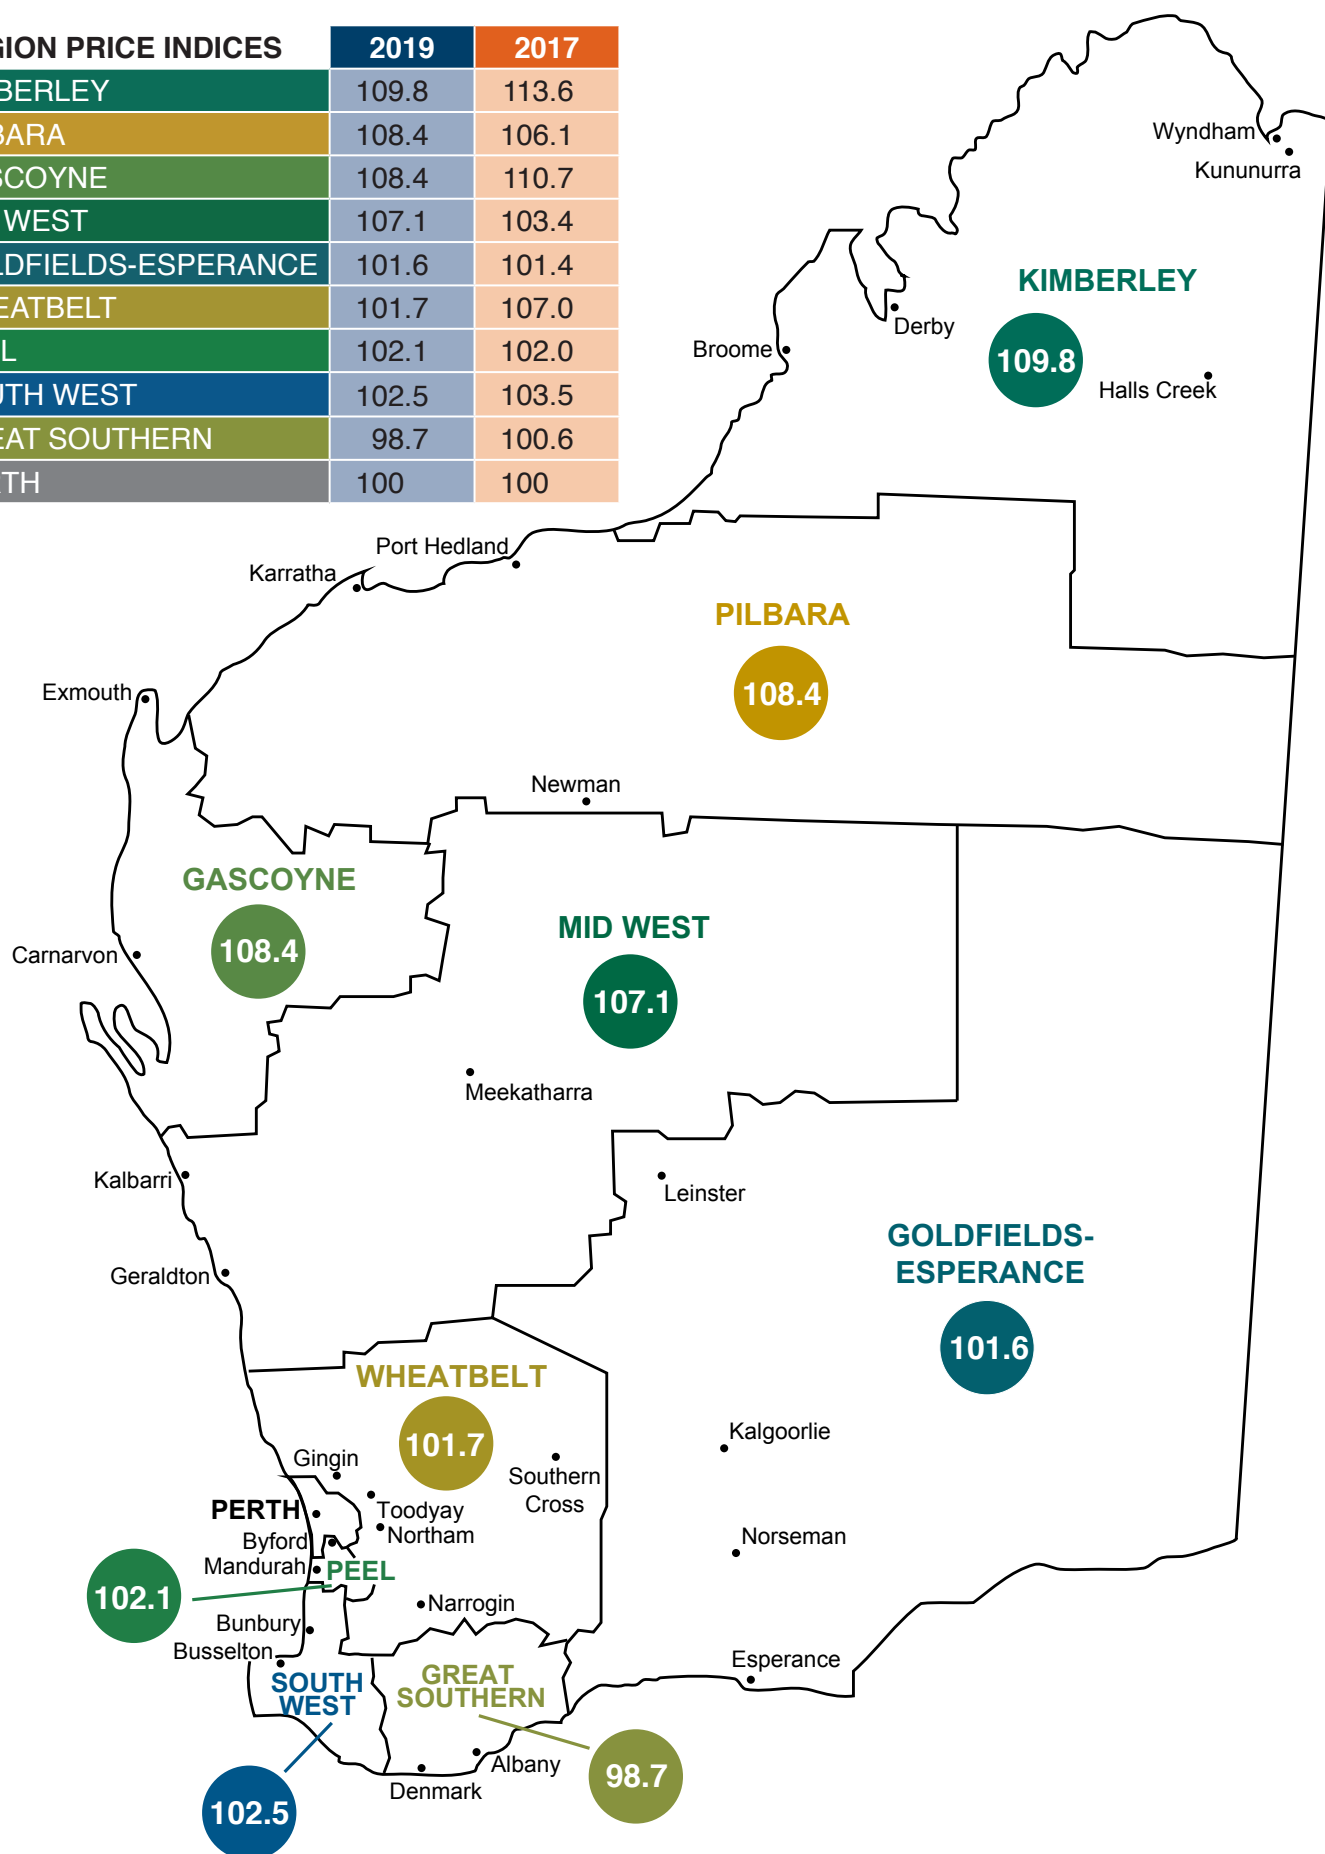 GION PRICE INDICES 2019 2017
BERLEY 109.8 113.6
BARA 108.4 106.1
SCOYNE 108.4 110.7
WEST 107.1 103.4
LDFIELDS-ESPERANCE 101.6 101.4
EATBELT 101.7 107.0
L 102.1 102.0
UTH WEST 102.5 103.5
EAT SOUTHERN 98.7 100.6
RTH 100 100
Wyndham
Kununurra
KIMBERLEY
109.8
Derby
Broome
Halls Creek
Port Hedland
Karratha
PILBARA
108.4
Exmouth
Newman
GASCOYNE
108.4
MID WEST
107.1
Carnarvon
Meekatharra
Kalbarri
Leinster
GOLDFIELDS-
ESPERANCE
101.6
Geraldton
WHEATBELT
101.7
Kalgoorlie
Gingin
Southern
Cross
PERTH
Toodyay
Northam
Byford
Mandurah
PEEL
102.1
Norseman
Narrogin
Bunbury
Busselton
Esperance
SOUTH
WEST
102.5
GREAT
SOUTHERN
98.7
Albany
Denmark